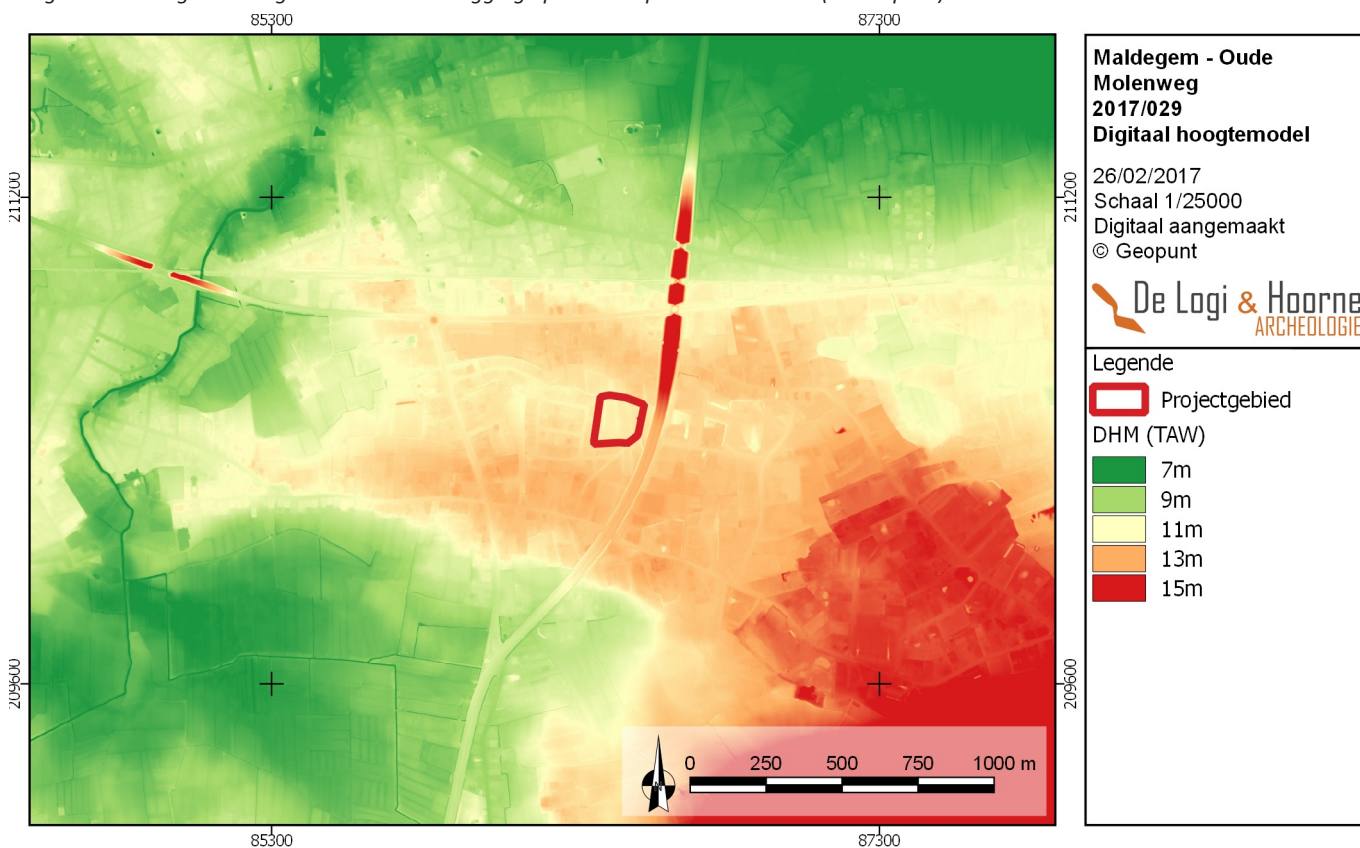 85300
87300
211200
211200
209600
209600
85300
87300
0 250 500 750 1000 m
N
Maldegem - Oude
Molenweg
2017/029
Digitaal hoogtemodel
26/02/2017
Schaal 1/25000
Digitaal aangemaakt
© Geopunt
De Logi & Hoorne
ARCHEOLOGIE
Legende
Projectgebied
DHM (TAW)
7m
9m
11m
13m
15m